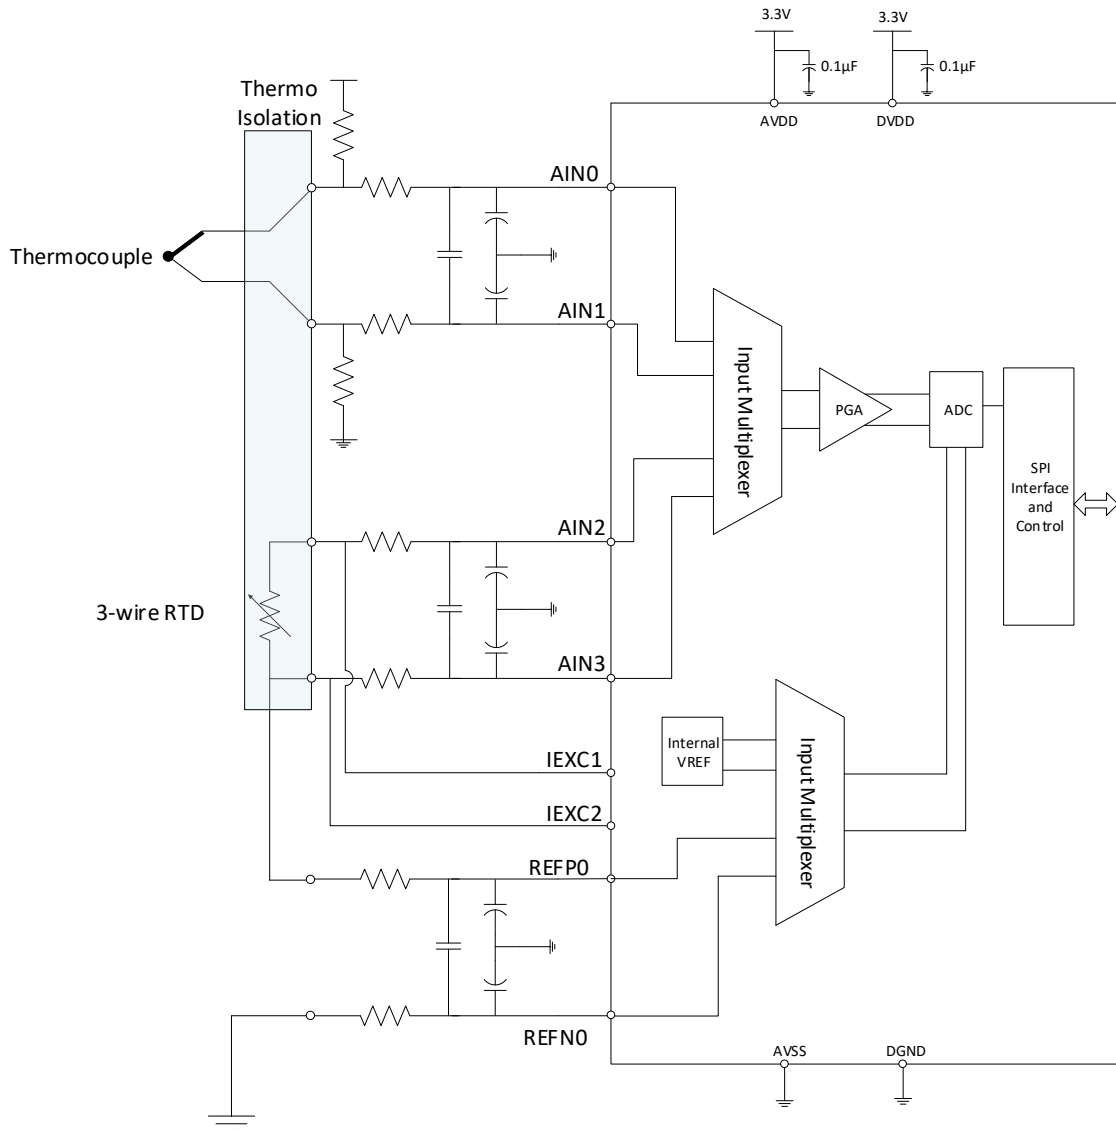 3.3V
3.3V
0.1µF
0.1µF
AVDD
DVDD
Thermo
Isolation
AIN0
Thermocouple
AIN1
Input Multiplexer
PGA
ADC
SPI
Interface
and
Control
AIN2
3-wire RTD
AIN3
Internal
VREF
Input Multiplexer
IEXC1
IEXC2
REFP0
REFN0
AVSS
DGND